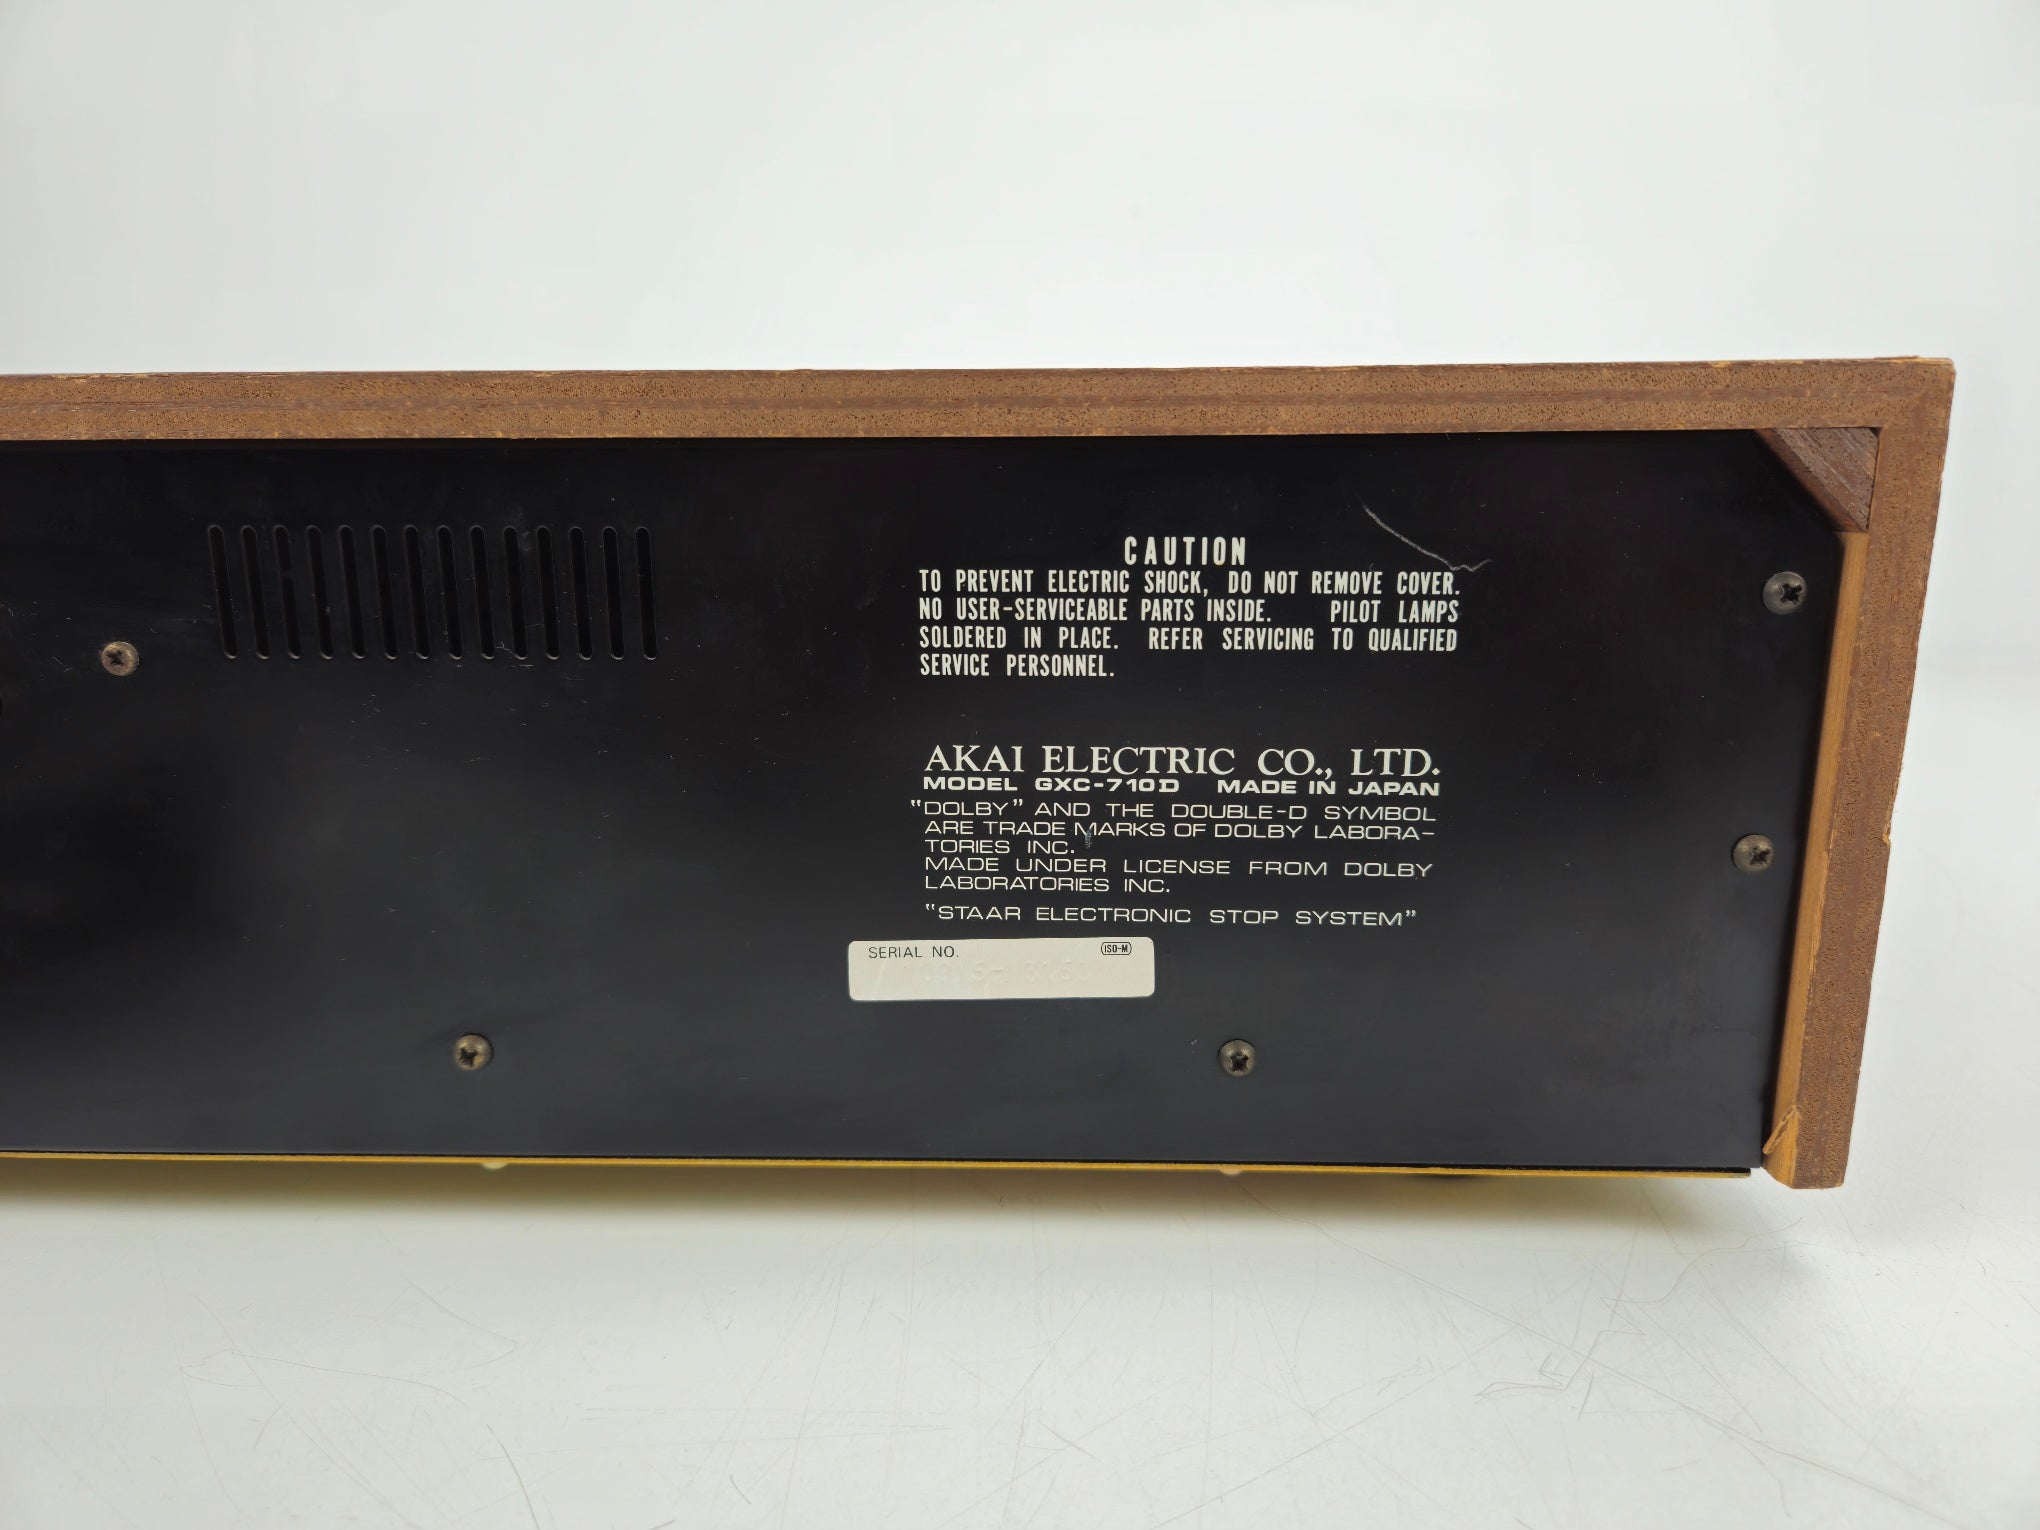 CAUTION
TO PREVENT ELECTRIC SHOCK, DO NOT REMOVE COVER.
NO USER-SERVICEABLE PARTS INSIDE. PILOT LAMPS
SOLDERED IN PLACE. REFER SERVICING TO QUALIFIED
SERVICE PERSONNEL.
AKAI ELECTRIC CO., LTD.
MODEL GXC-710D MADE IN JAPAN
"DOLBY" AND THE DOUBLE-D SYMBOL
ARE TRADE MARKS OF DOLBY LABORA-
TORIES INC.
MADE UNDER LICENSE FROM DOLBY
LABORATORIES INC.
"STAAR ELECTRONIC STOP SYSTEM"
SERIAL NO. ISO-M